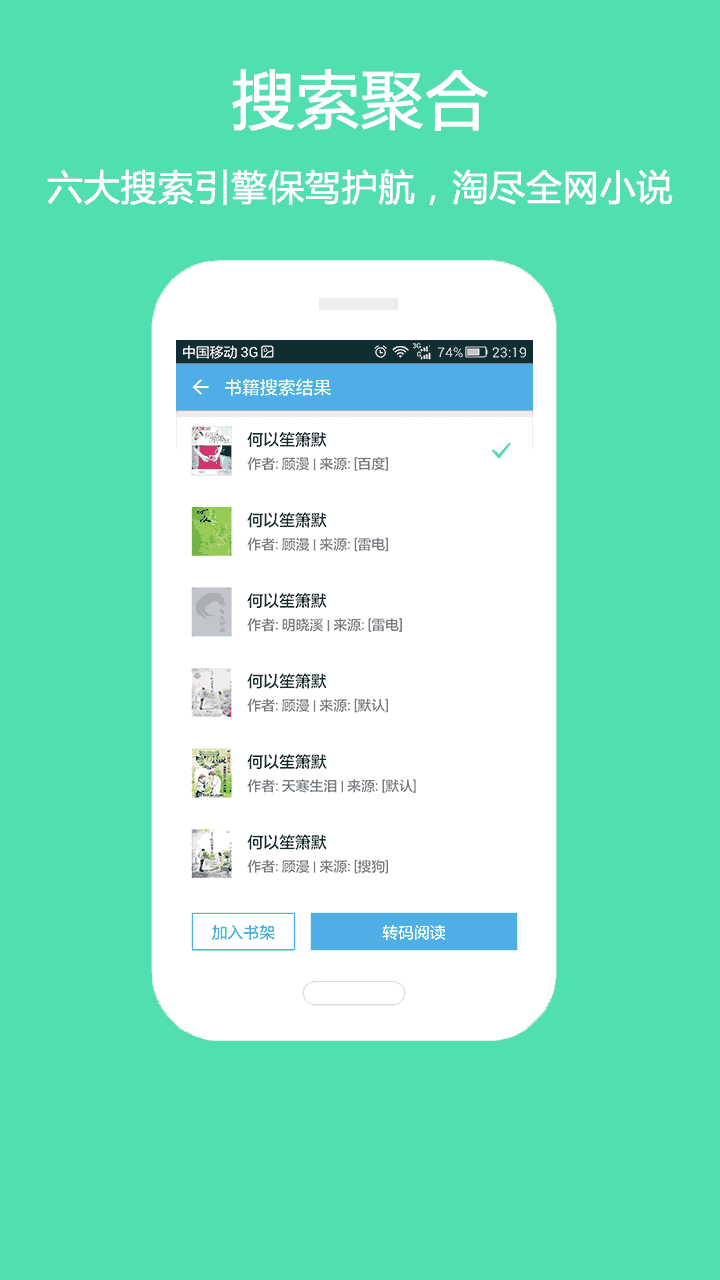 搜索聚合
六大搜索引擎保驾护航，淘尽全网小说
中国移动 3G 3G G 74% 23:19
书籍搜索结果
何以笙箫默
作者: 顾漫 | 来源: [百度]
何以笙箫默
作者: 顾漫 | 来源: [雷电]
何以笙箫默
作者: 明晓溪 | 来源: [雷电]
何以笙箫默
作者: 顾漫 | 来源: [默认]
何以笙箫默
作者: 天寒生泪 | 来源: [默认]
何以笙箫默
作者: 顾漫 | 来源: [搜狗]
加入书架 转码阅读